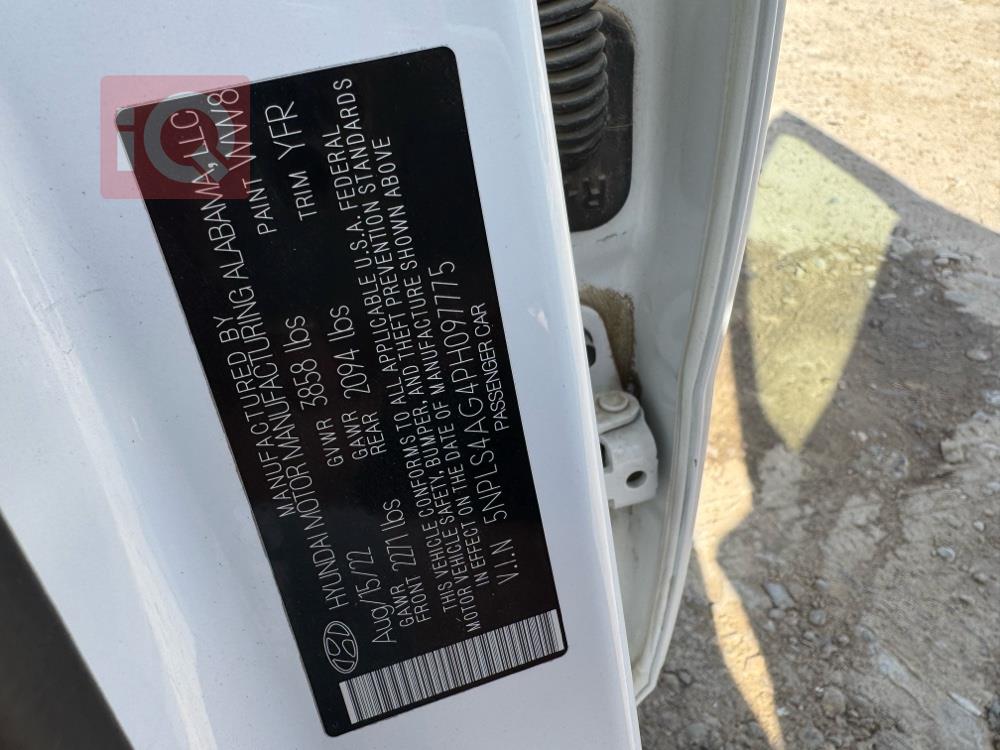 MANUFACTURED BY
HYUNDAI MOTOR MANUFACTURING ALABAMA, LLC
Aug/15/22 GVWR 3858 lbs PAINT WW8
GAWR FRONT 2271 lbs GAWR REAR 2094 lbs TRIM YFR
THIS VEHICLE CONFORMS TO ALL APPLICABLE U.S.A. FEDERAL
MOTOR VEHICLE SAFETY, BUMPER, AND THEFT PREVENTION STANDARDS
IN EFFECT ON THE DATE OF MANUFACTURE SHOWN ABOVE
V.I.N 5NPLS4AG4PH097775
PASSENGER CAR
iQ